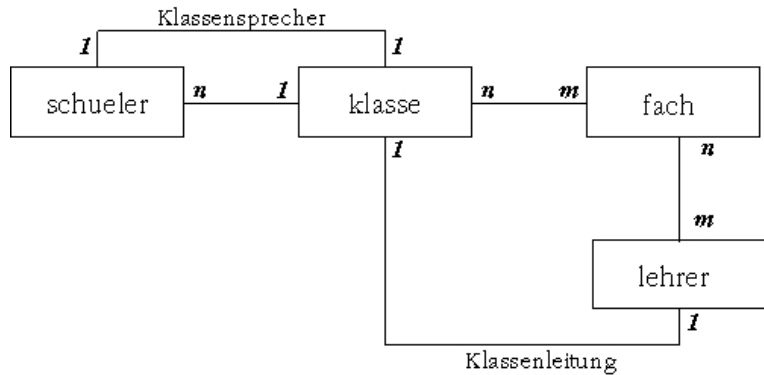 Klassensprecher
1 1
schueler n 1 klasse n m fach
1 n
m
lehrer
1
Klassenleitung